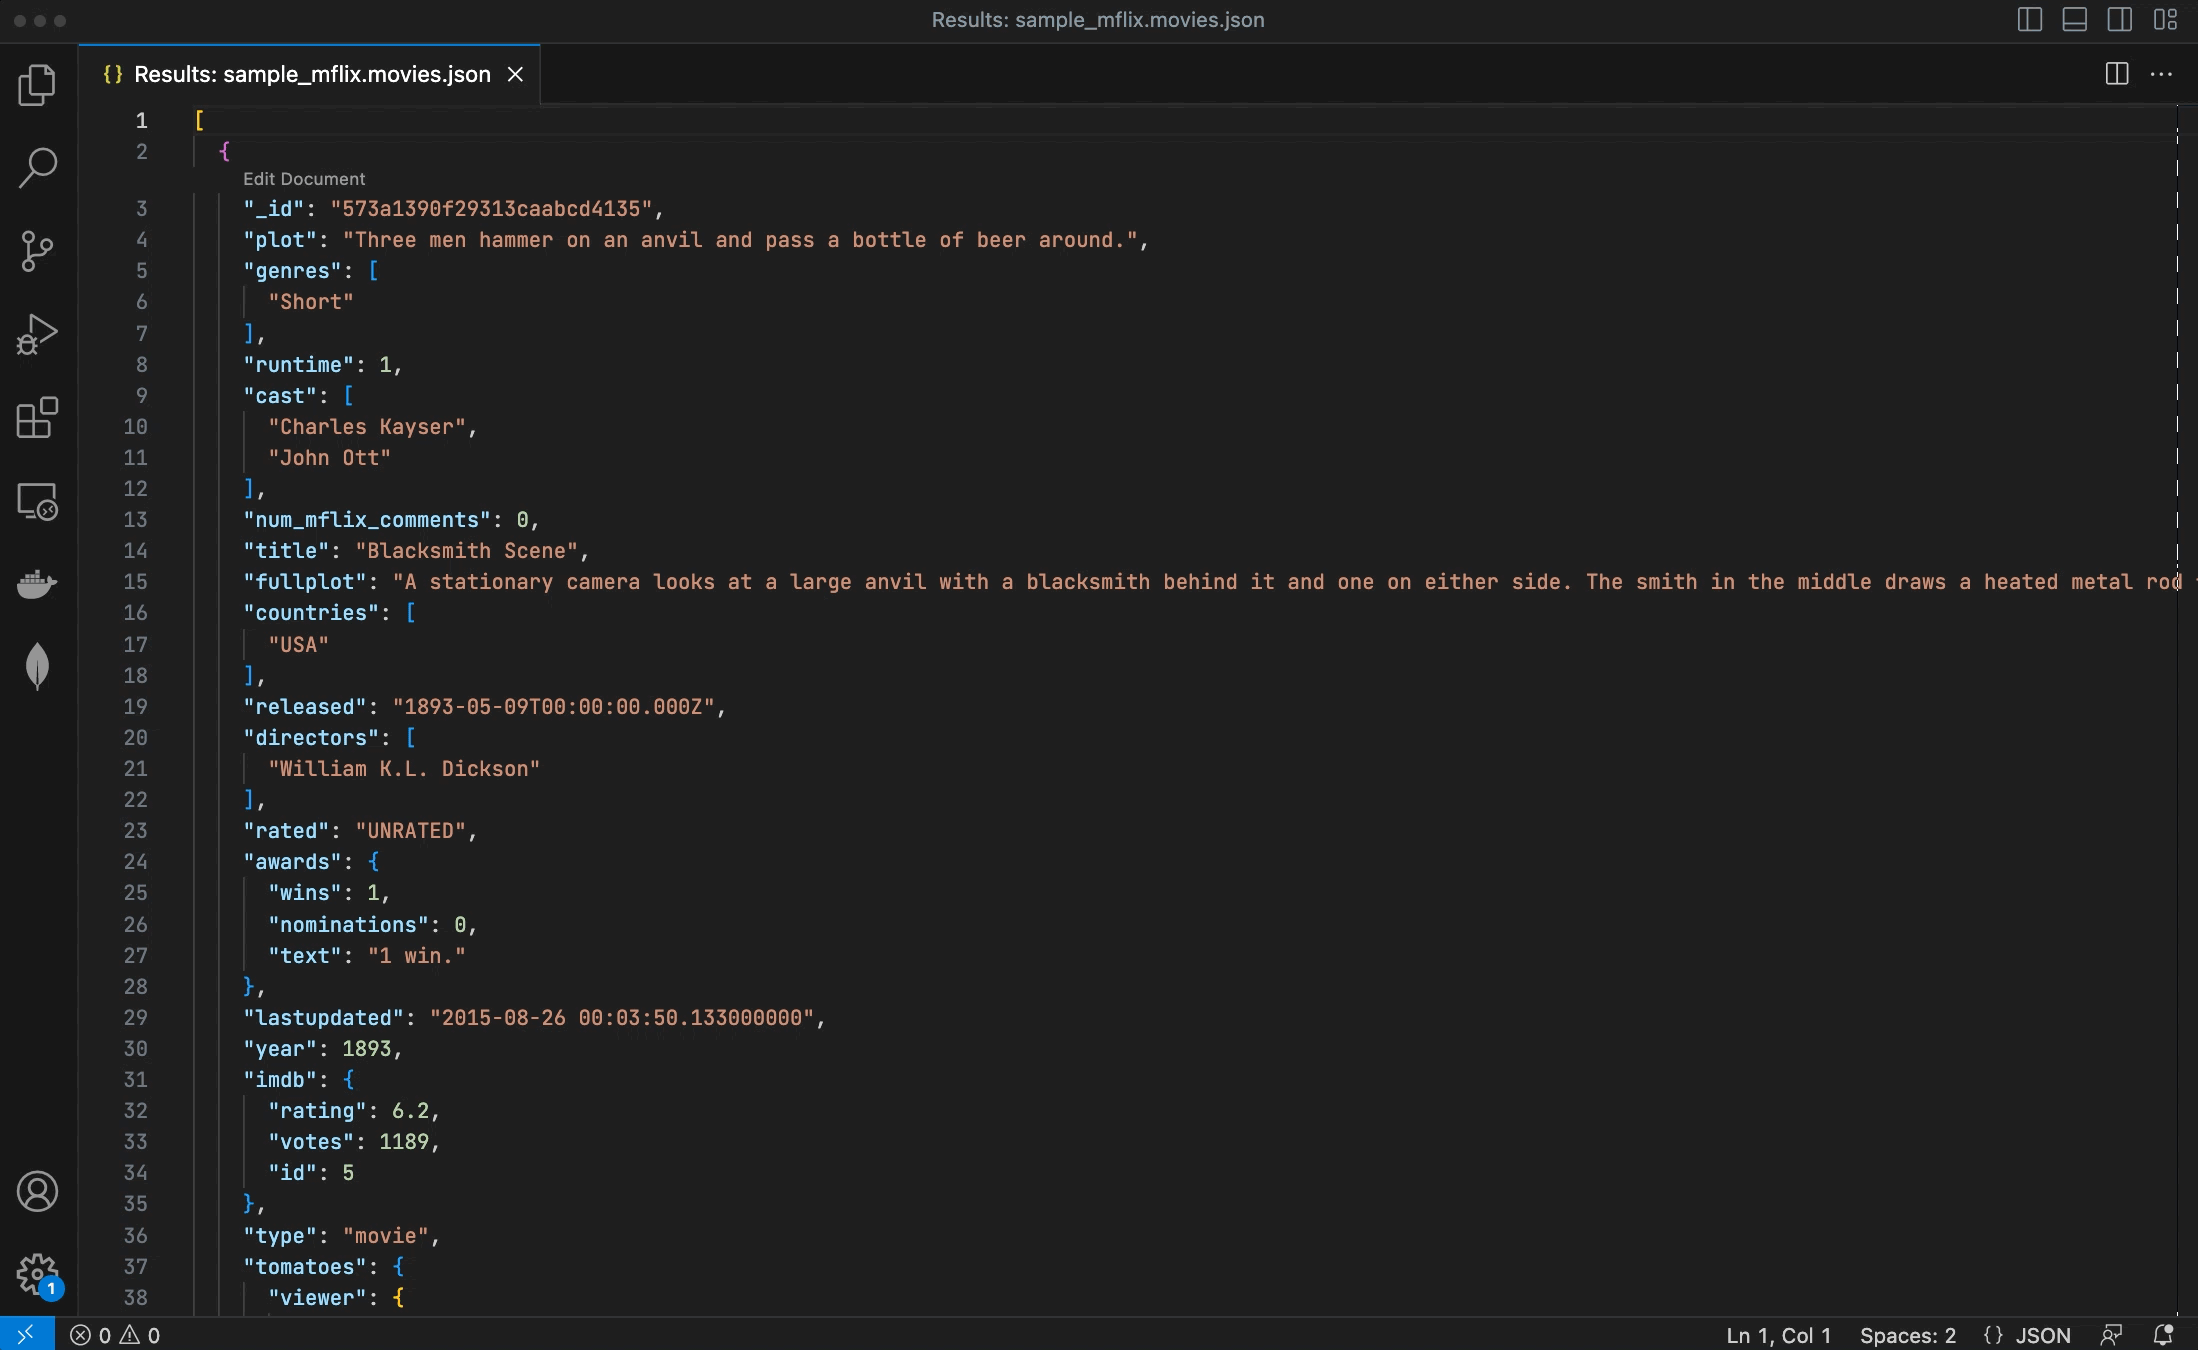 Results: sample_mflix.movies.json
{} Results: sample_mflix.movies.json
1 [
2 {
Edit Document
3 "_id": "573a1390f29313caabcd4135",
4 "plot": "Three men hammer on an anvil and pass a bottle of beer around.",
5 "genres": [
6 "Short"
7 ],
8 "runtime": 1,
9 "cast": [
10 "Charles Kayser",
11 "John Ott"
12 ],
13 "num_mflix_comments": 0,
14 "title": "Blacksmith Scene",
15 "fullplot": "A stationary camera looks at a large anvil with a blacksmith behind it and one on either side. The smith in the middle draws a heated metal rod
16 "countries": [
17 "USA"
18 ],
19 "released": "1893-05-09T00:00:00.000Z",
20 "directors": [
21 "William K.L. Dickson"
22 ],
23 "rated": "UNRATED",
24 "awards": {
25 "wins": 1,
26 "nominations": 0,
27 "text": "1 win."
28 },
29 "lastupdated": "2015-08-26 00:03:50.133000000",
30 "year": 1893,
31 "imdb": {
32 "rating": 6.2,
33 "votes": 1189,
34 "id": 5
35 },
36 "type": "movie",
37 "tomatoes": {
38 "viewer": {
1
0 0 Ln 1, Col 1 Spaces: 2 {} JSON